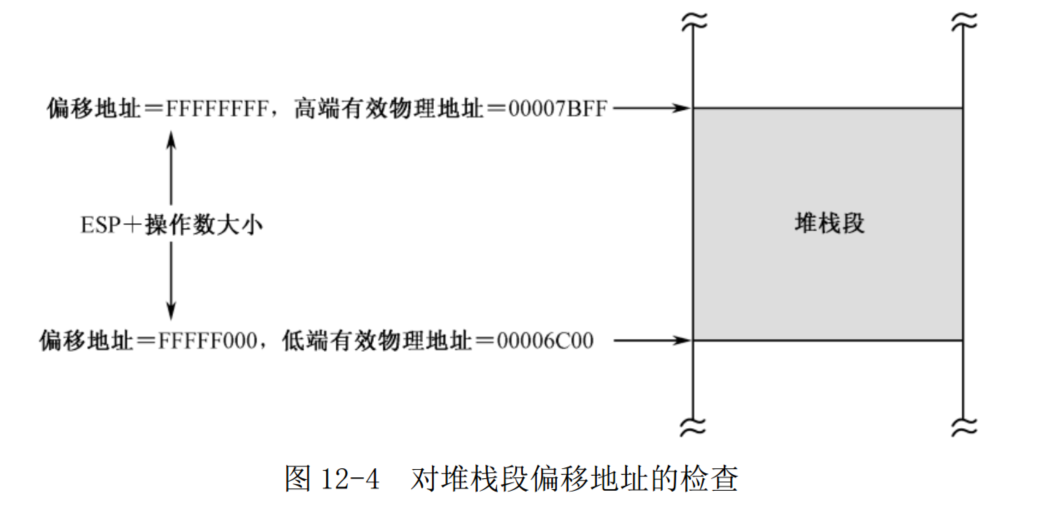 偏移地址＝FFFFFFFF，高端有效物理地址＝00007BFF
ESP＋操作数大小
堆栈段
偏移地址＝FFFFF000，低端有效物理地址＝00006C00
图 12-4 对堆栈段偏移地址的检查